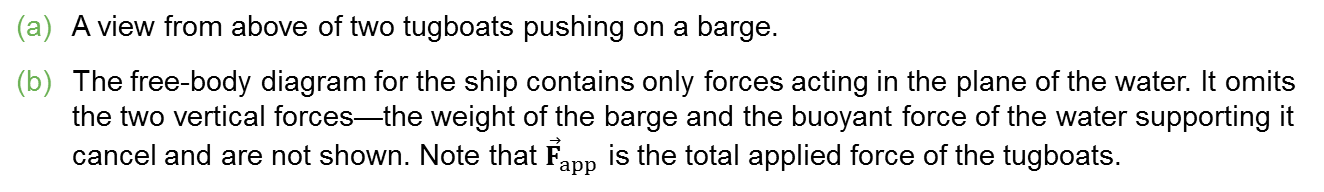 (a) A view from above of two tugboats pushing on a barge.
(b) The free-body diagram for the ship contains only forces acting in the plane of the water. It omits
the two vertical forces—the weight of the barge and the buoyant force of the water supporting it
cancel and are not shown. Note that F⃗app is the total applied force of the tugboats.